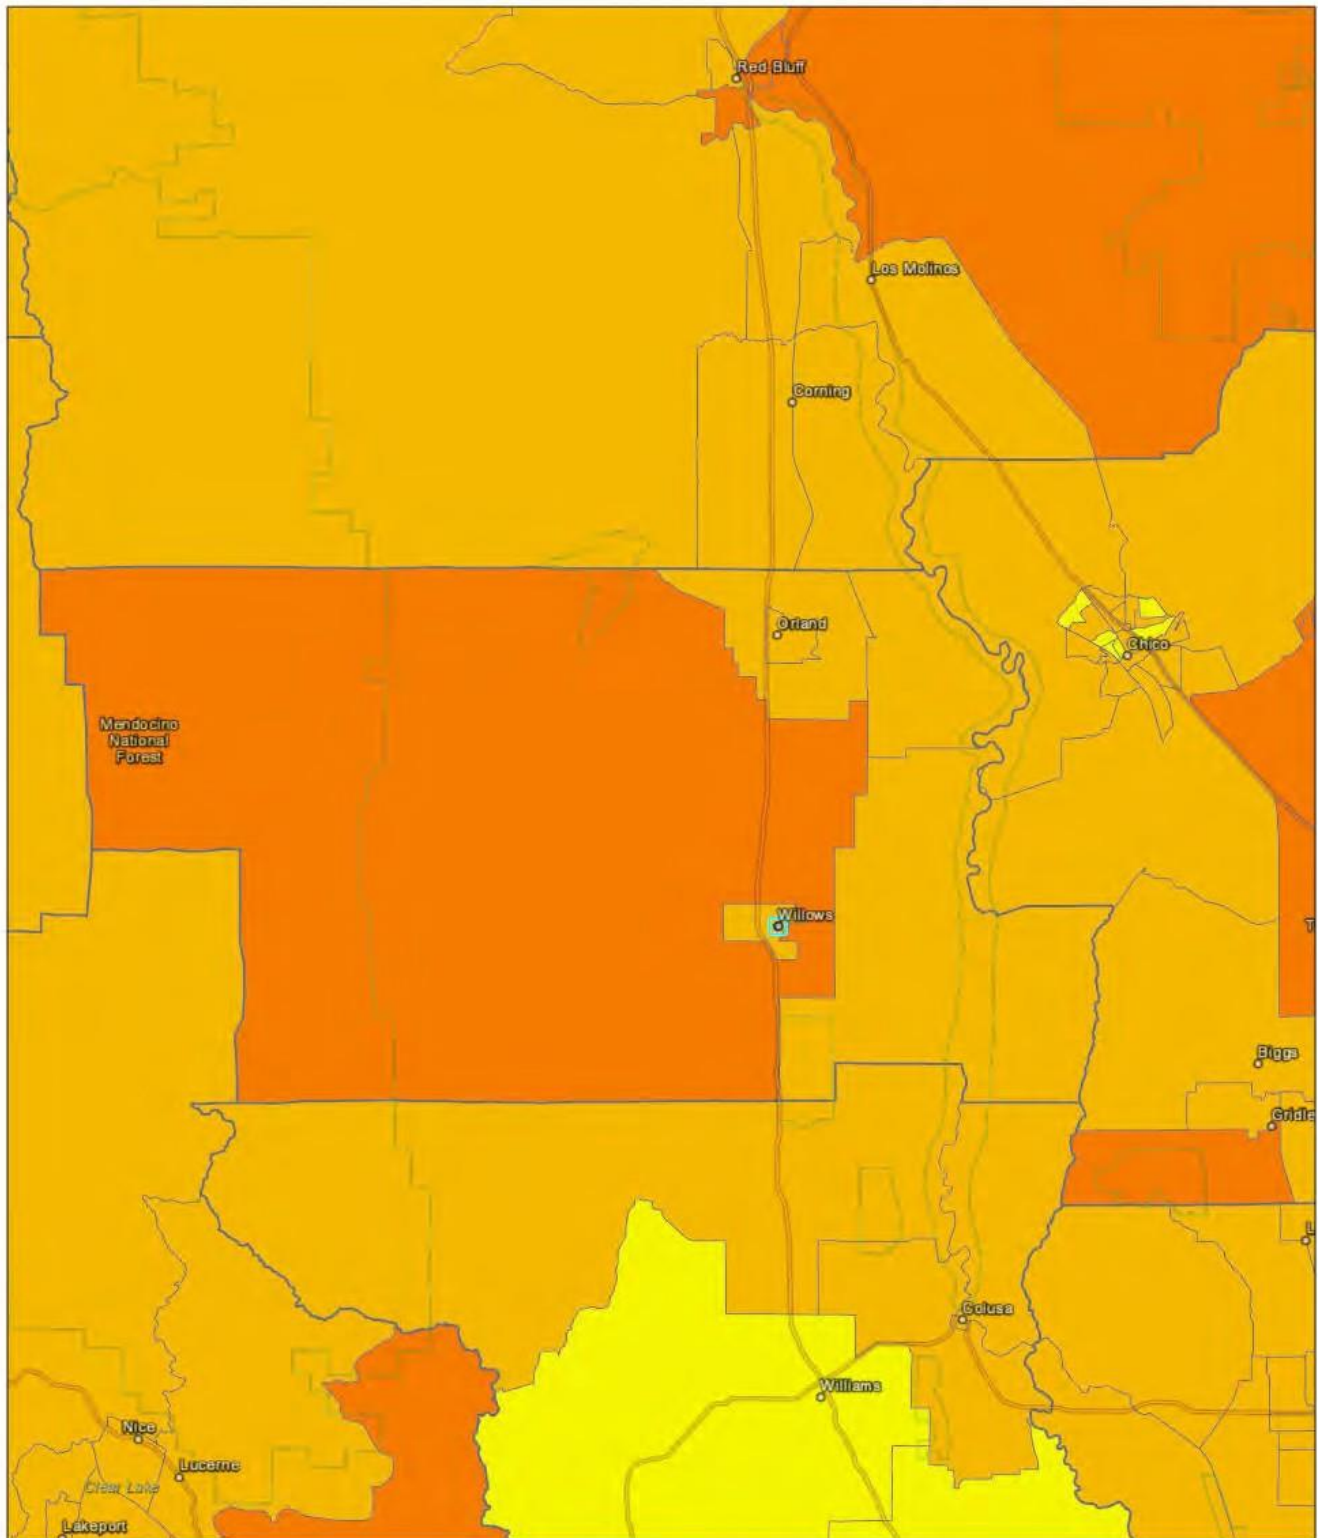 Red Bluff
Los Molinos
Corning
Orland
Chico
Mendocino
National
Forest
Willows
T
Biggs
Gridle
L
Colusa
Williams
Nice
Lucerne
Clear Lake
Lakeport